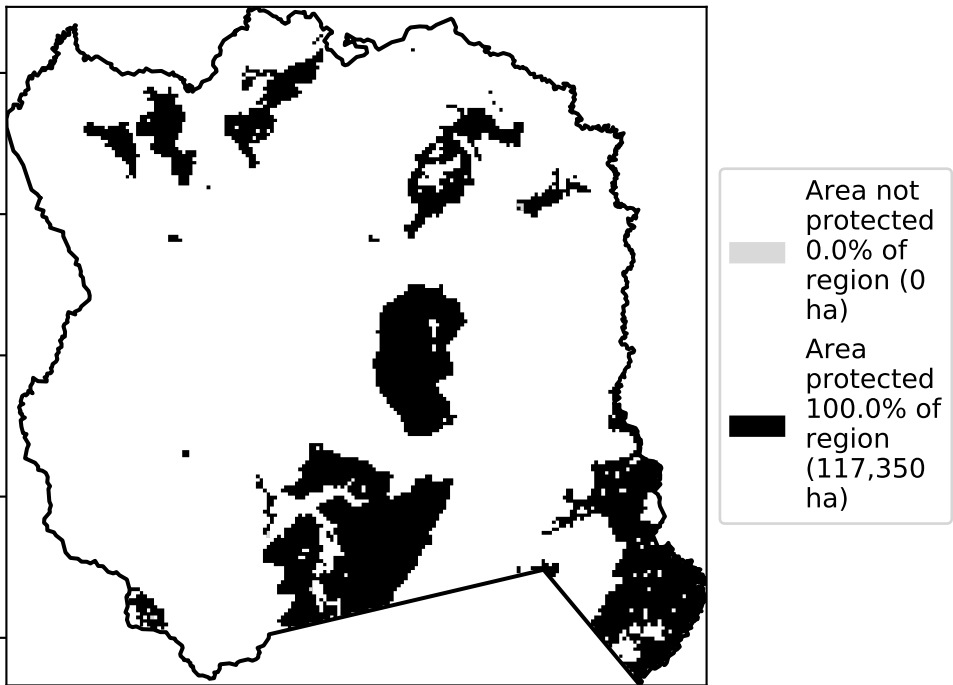 Area not
protected
0.0% of
region (0
ha)
Area
protected
100.0% of
region
(117,350
ha)